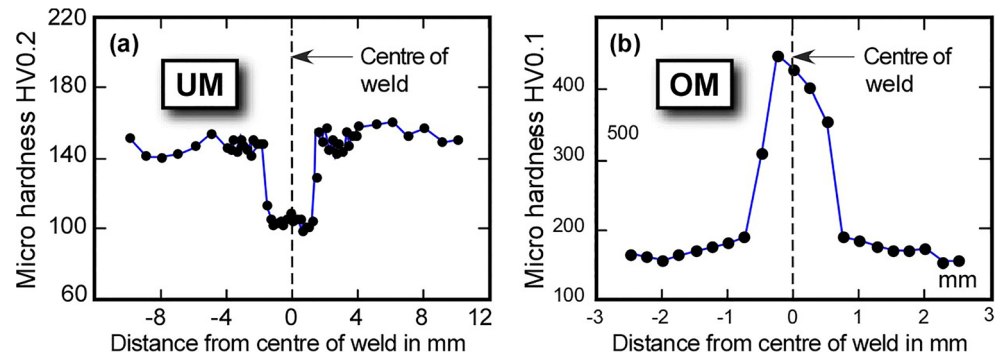 (a)
UM
Centre of
weld
Micro hardness HV0.2
220
180
140
100
60
-8
-4
0
4
8
12
Distance from centre of weld in mm
(b)
OM
Centre of
weld
Micro hardness HV0.1
400
500
300
200
100
mm
-3
-2
-1
0
1
2
3
Distance from centre of weld in mm